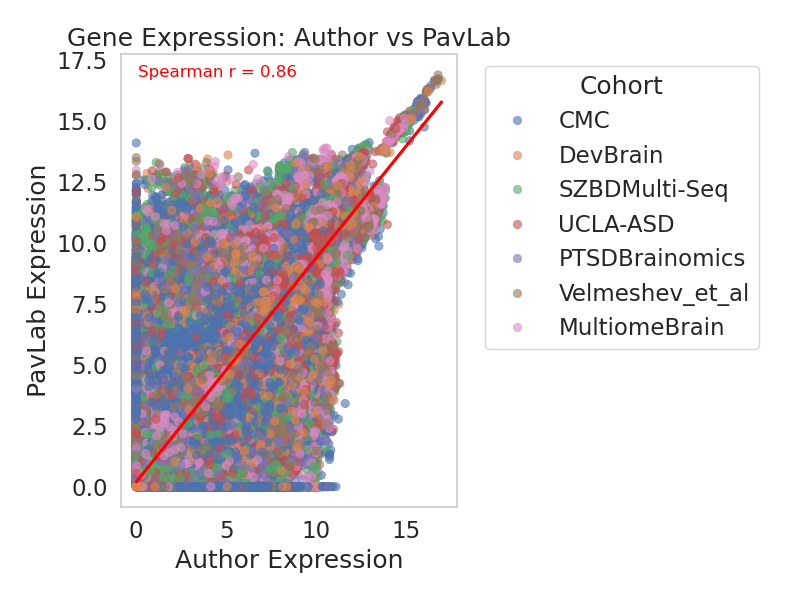 Gene Expression: Author vs PavLab
Spearman r = 0.86
17.5
15.0
12.5
10.0
7.5
5.0
2.5
0.0
PavLab Expression
0 5 10 15
Author Expression
Cohort
CMC
DevBrain
SZBDMulti-Seq
UCLA-ASD
PTSDBrainomics
Velmeshev_et_al
MultiomeBrain